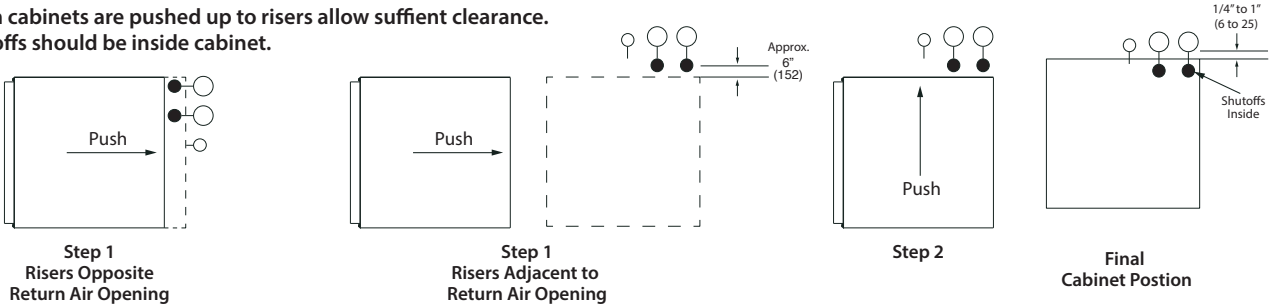 cabinets are pushed up to risers allow suffient clearance.
should be inside cabinet.
Push
Step 1
Risers Opposite
Return Air Opening
Push
Approx.
6"
(152)
Step 1
Risers Adjacent to
Return Air Opening
Push
Step 2
1/4" to 1"
(6 to 25)
Shutoffs
Inside
Final
Cabinet Postion